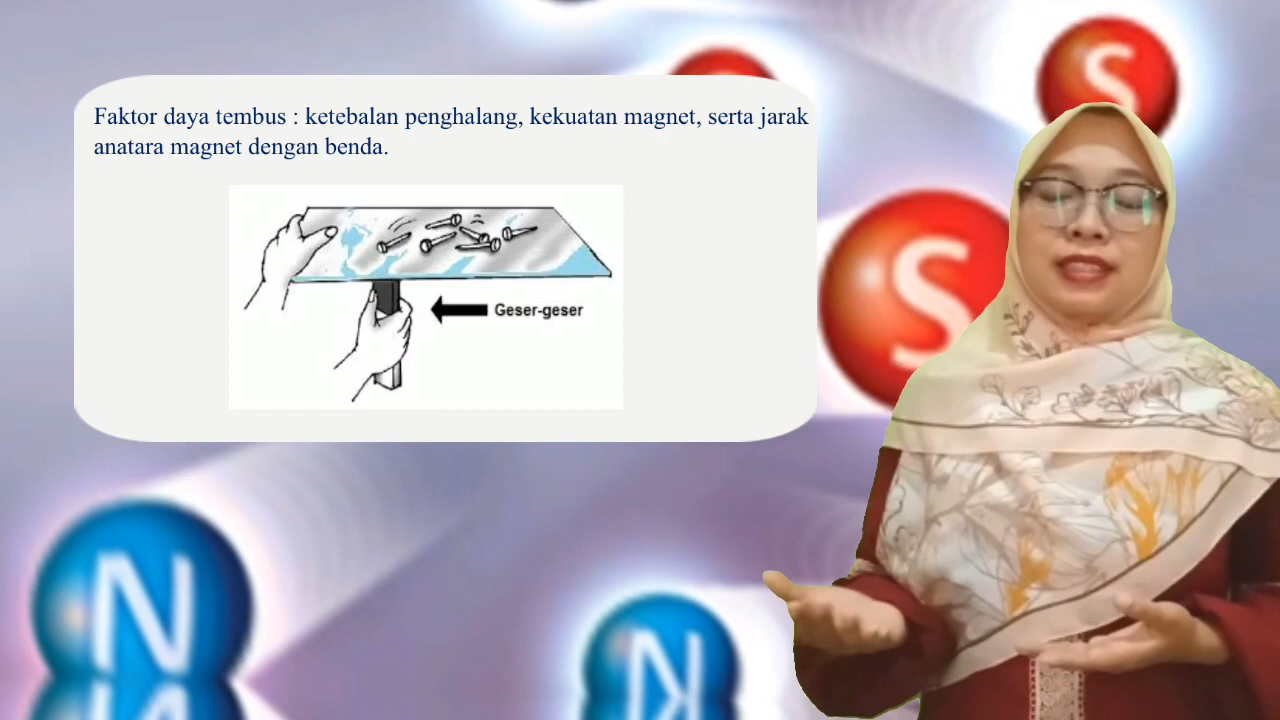 Faktor daya tembus : ketebalan penghalang, kekuatan magnet, serta jarak
anatara magnet dengan benda.
Geser-geser
S
S
N
N